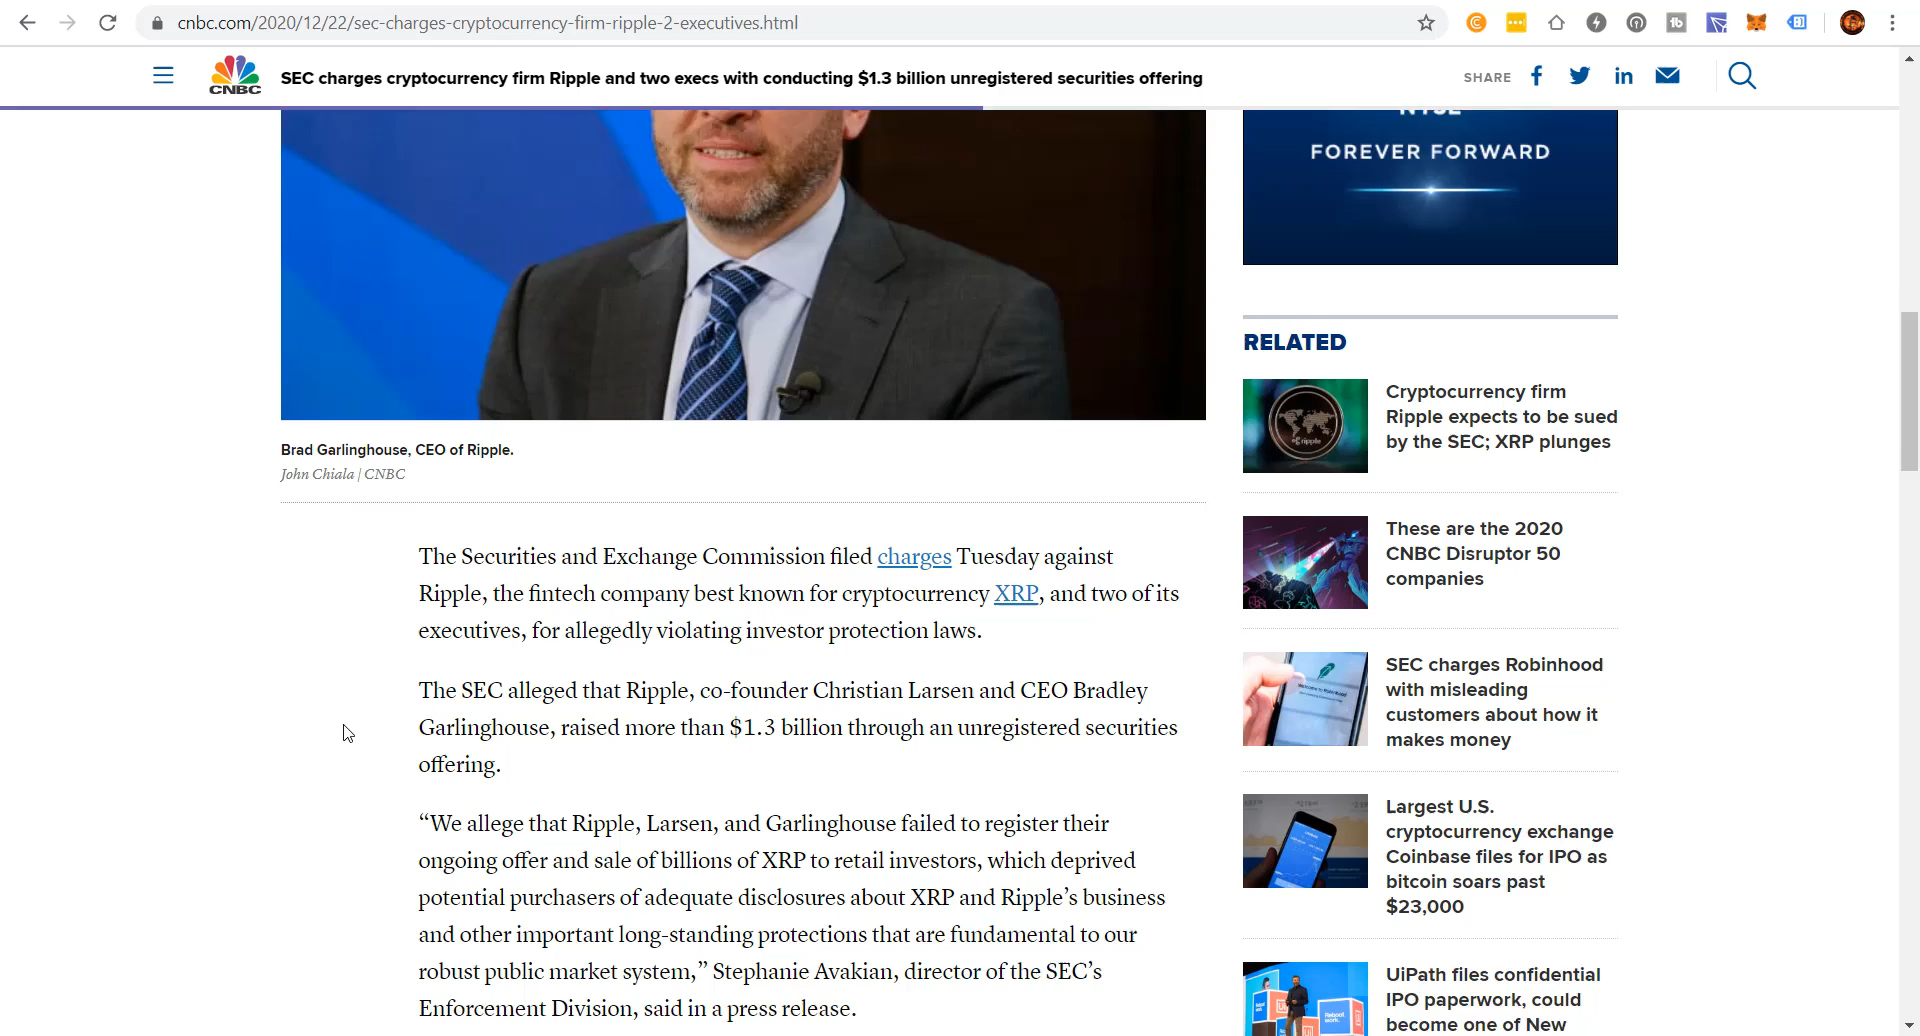 cnbc.com/2020/12/22/sec-charges-cryptocurrency-firm-ripple-2-executives.html
CNBC
SEC charges cryptocurrency firm Ripple and two execs with conducting $1.3 billion unregistered securities offering
SHARE
FOREVER FORWARD
Brad Garlinghouse, CEO of Ripple.
John Chiala | CNBC
The Securities and Exchange Commission filed charges Tuesday against
Ripple, the fintech company best known for cryptocurrency XRP, and two of its
executives, for allegedly violating investor protection laws.
The SEC alleged that Ripple, co-founder Christian Larsen and CEO Bradley
Garlinghouse, raised more than $1.3 billion through an unregistered securities
offering.
“We allege that Ripple, Larsen, and Garlinghouse failed to register their
ongoing offer and sale of billions of XRP to retail investors, which deprived
potential purchasers of adequate disclosures about XRP and Ripple’s business
and other important long-standing protections that are fundamental to our
robust public market system,” Stephanie Avakian, director of the SEC’s
Enforcement Division, said in a press release.
RELATED
ripple
Cryptocurrency firm
Ripple expects to be sued
by the SEC; XRP plunges
These are the 2020
CNBC Disruptor 50
companies
SEC charges Robinhood
with misleading
customers about how it
makes money
Largest U.S.
cryptocurrency exchange
Coinbase files for IPO as
bitcoin soars past
$23,000
UiPath files confidential
IPO paperwork, could
become one of New